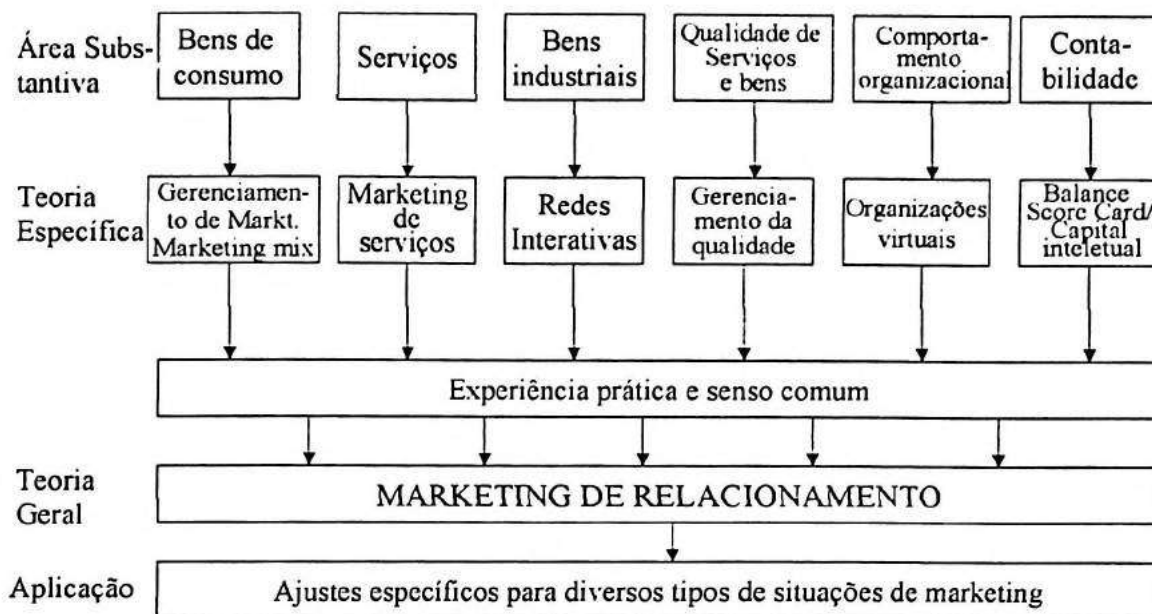 Área Subs-
tantiva
Bens de
consumo
Serviços
Bens
industriais
Qualidade de
Serviços
e bens
Comporta-
mento
organizacional
Conta-
bilidade
Teoria
Específica
Gerenciamen-
to de Markt.
Marketing mix
Marketing
de
serviços
Redes
Interativas
Gerencia-
mento da
qualidade
Organizações
virtuais
Balance
Score Card/
Capital
inteletual
Experiência prática e senso comum
Teoria
Geral
MARKETING DE RELACIONAMENTO
Aplicação
Ajustes específicos para diversos tipos de situações de marketing